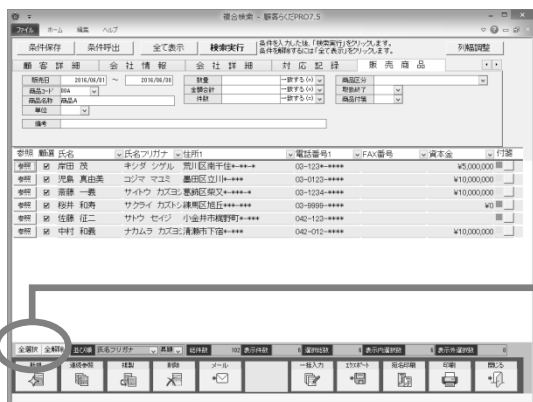 複合検索 - 顧客らくだPRO7.5
ファイル ホーム 編集 ヘルプ
条件保存 条件呼出 全て表示 検索実行 条件を入力した後、「検索実行」をクリックします。
条件を解除するには「全て表示」をクリックします。 列幅調整
顧客詳細 会社情報 会社詳細 対応記録 販売商品
販売日 2016/06/01 ～ 2016/06/30 数量 一致する(=) 商品区分
商品コード 00A 金額合計 一致する(=) 取扱終了
商品名称 商品A 件数 一致する(=) 商品付箋
単位
備考
参照 顧選 氏名 氏名フリガナ 住所1 電話番号1 FAX番号 資本金 付箋
参照 岸田 茂 キシダ シゲル 荒川区南千住*-**-* 03-123*-**** ¥5,000,000
参照 児島 真由美 コジマ マユミ 墨田区立川*-*** 03-0123-**** ¥10,000,000
参照 斎藤 一義 サイトウ カズヨシ 葛飾区柴又*-***-* 03-1234-**** ¥10,000,000
参照 桜井 和寿 サクライ カズトシ 練馬区旭丘***-*** 03-9999-**** ¥0
参照 佐藤 征二 サトウ セイジ 小金井市梶野町*-*** 042-123-****
参照 中村 和義 ナカムラ カズヨシ 清瀬市下宿*-*** 042-012-**** ¥10,000,000
全選択 全解除 並び順 氏名フリガナ 昇順 総件数 102 表示件数 6 選択総数 6 表示内選択数 6 表示外選択数 0
新規 連続参照 複製 削除 メール 一括入力 エクスポート 宛名印刷 印刷 閉じる